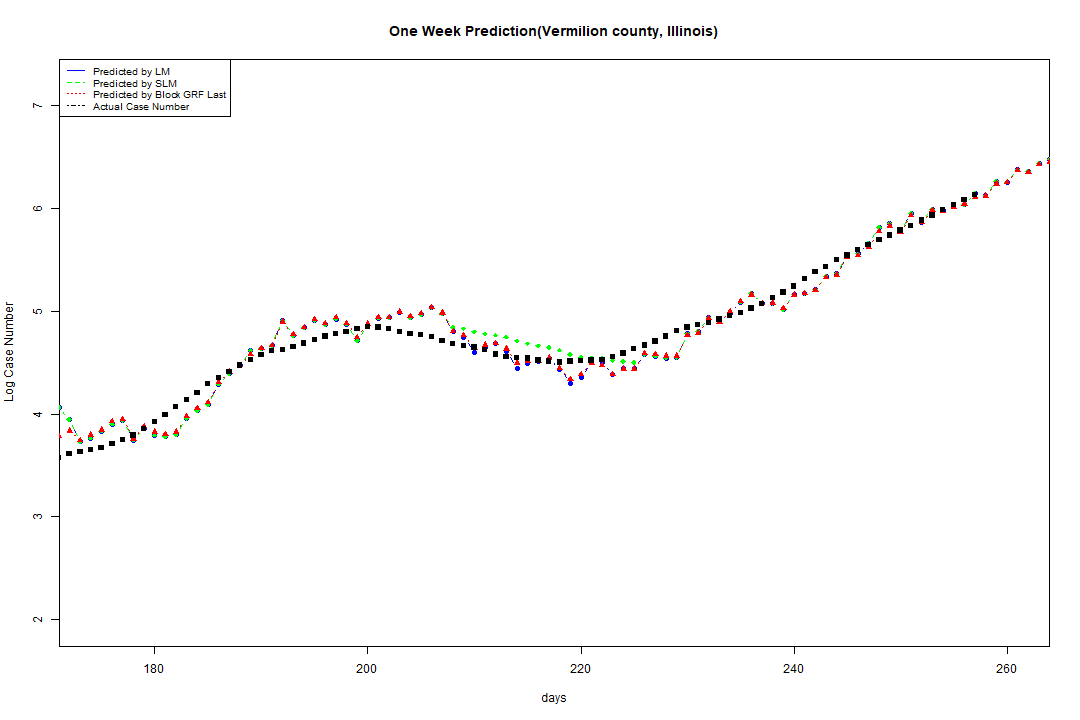 One Week Prediction(Vermilion county, Illinois)
Predicted by LM
Predicted by SLM
Predicted by Block GRF Last
Actual Case Number
7
6
5
4
3
2
Log Case Number
180 200 220 240 260
days